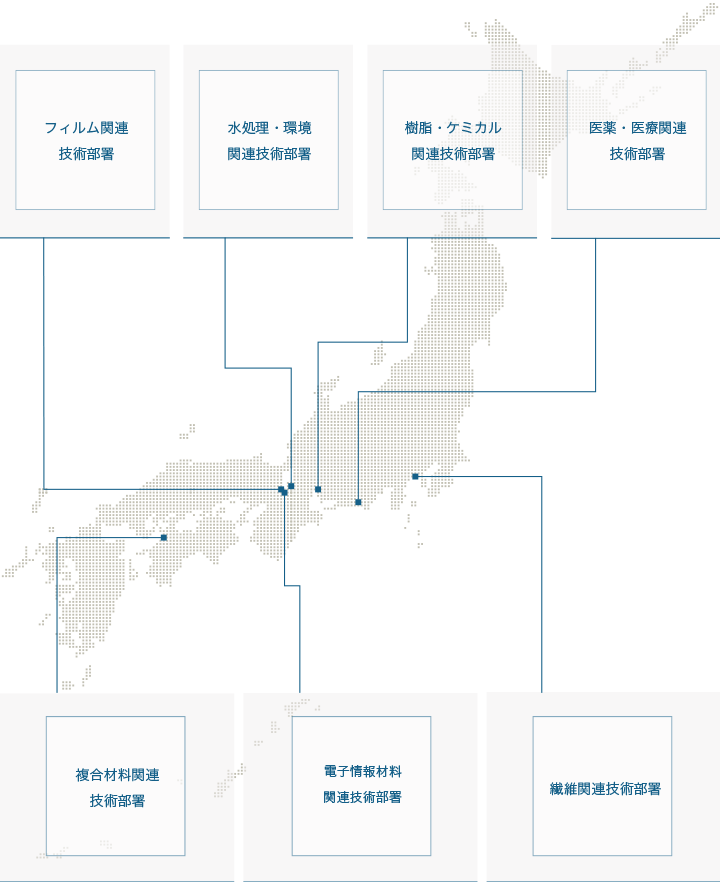 フィルム関連
技術部署
水処理・環境
関連技術部署
樹脂・ケミカル
関連技術部署
医薬・医療関連
技術部署
複合材料関連
技術部署
電子情報材料
関連技術部署
繊維関連技術部署